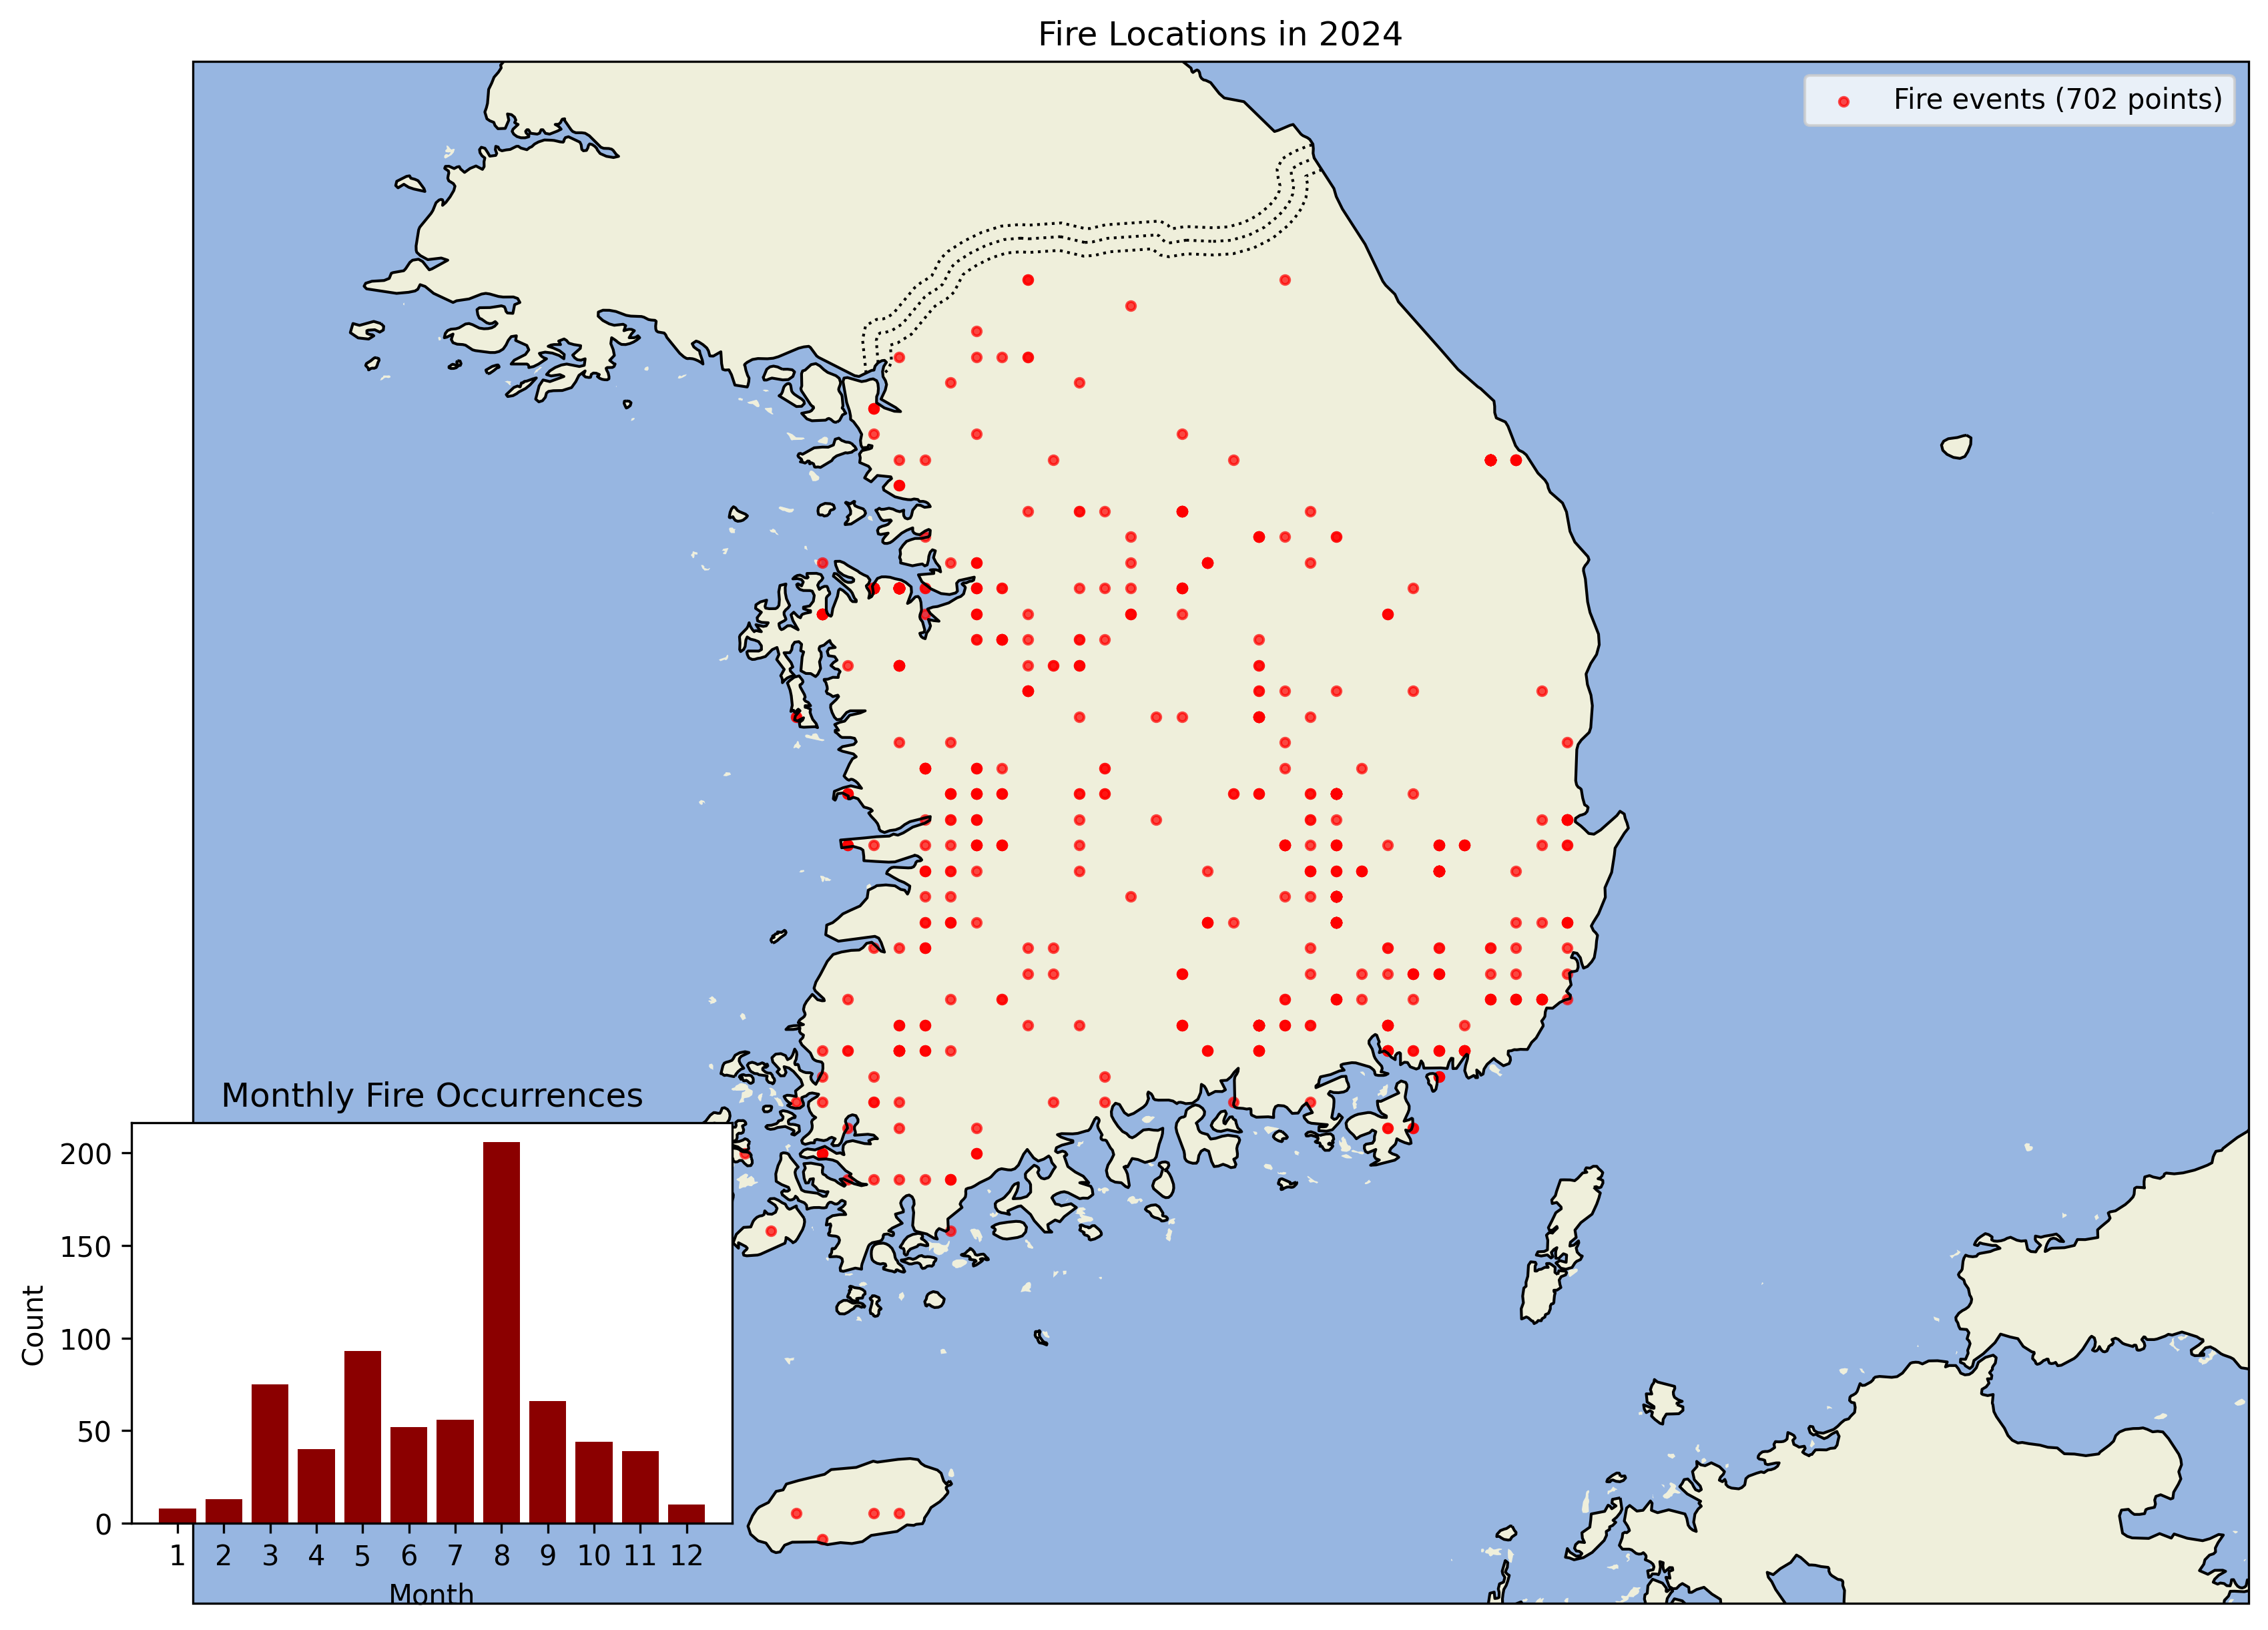 Fire Locations in 2024
Fire events (702 points)
Monthly Fire Occurrences
200
150
100
50
0
Count
1 2 3 4 5 6 7 8 9 10 11 12
Month